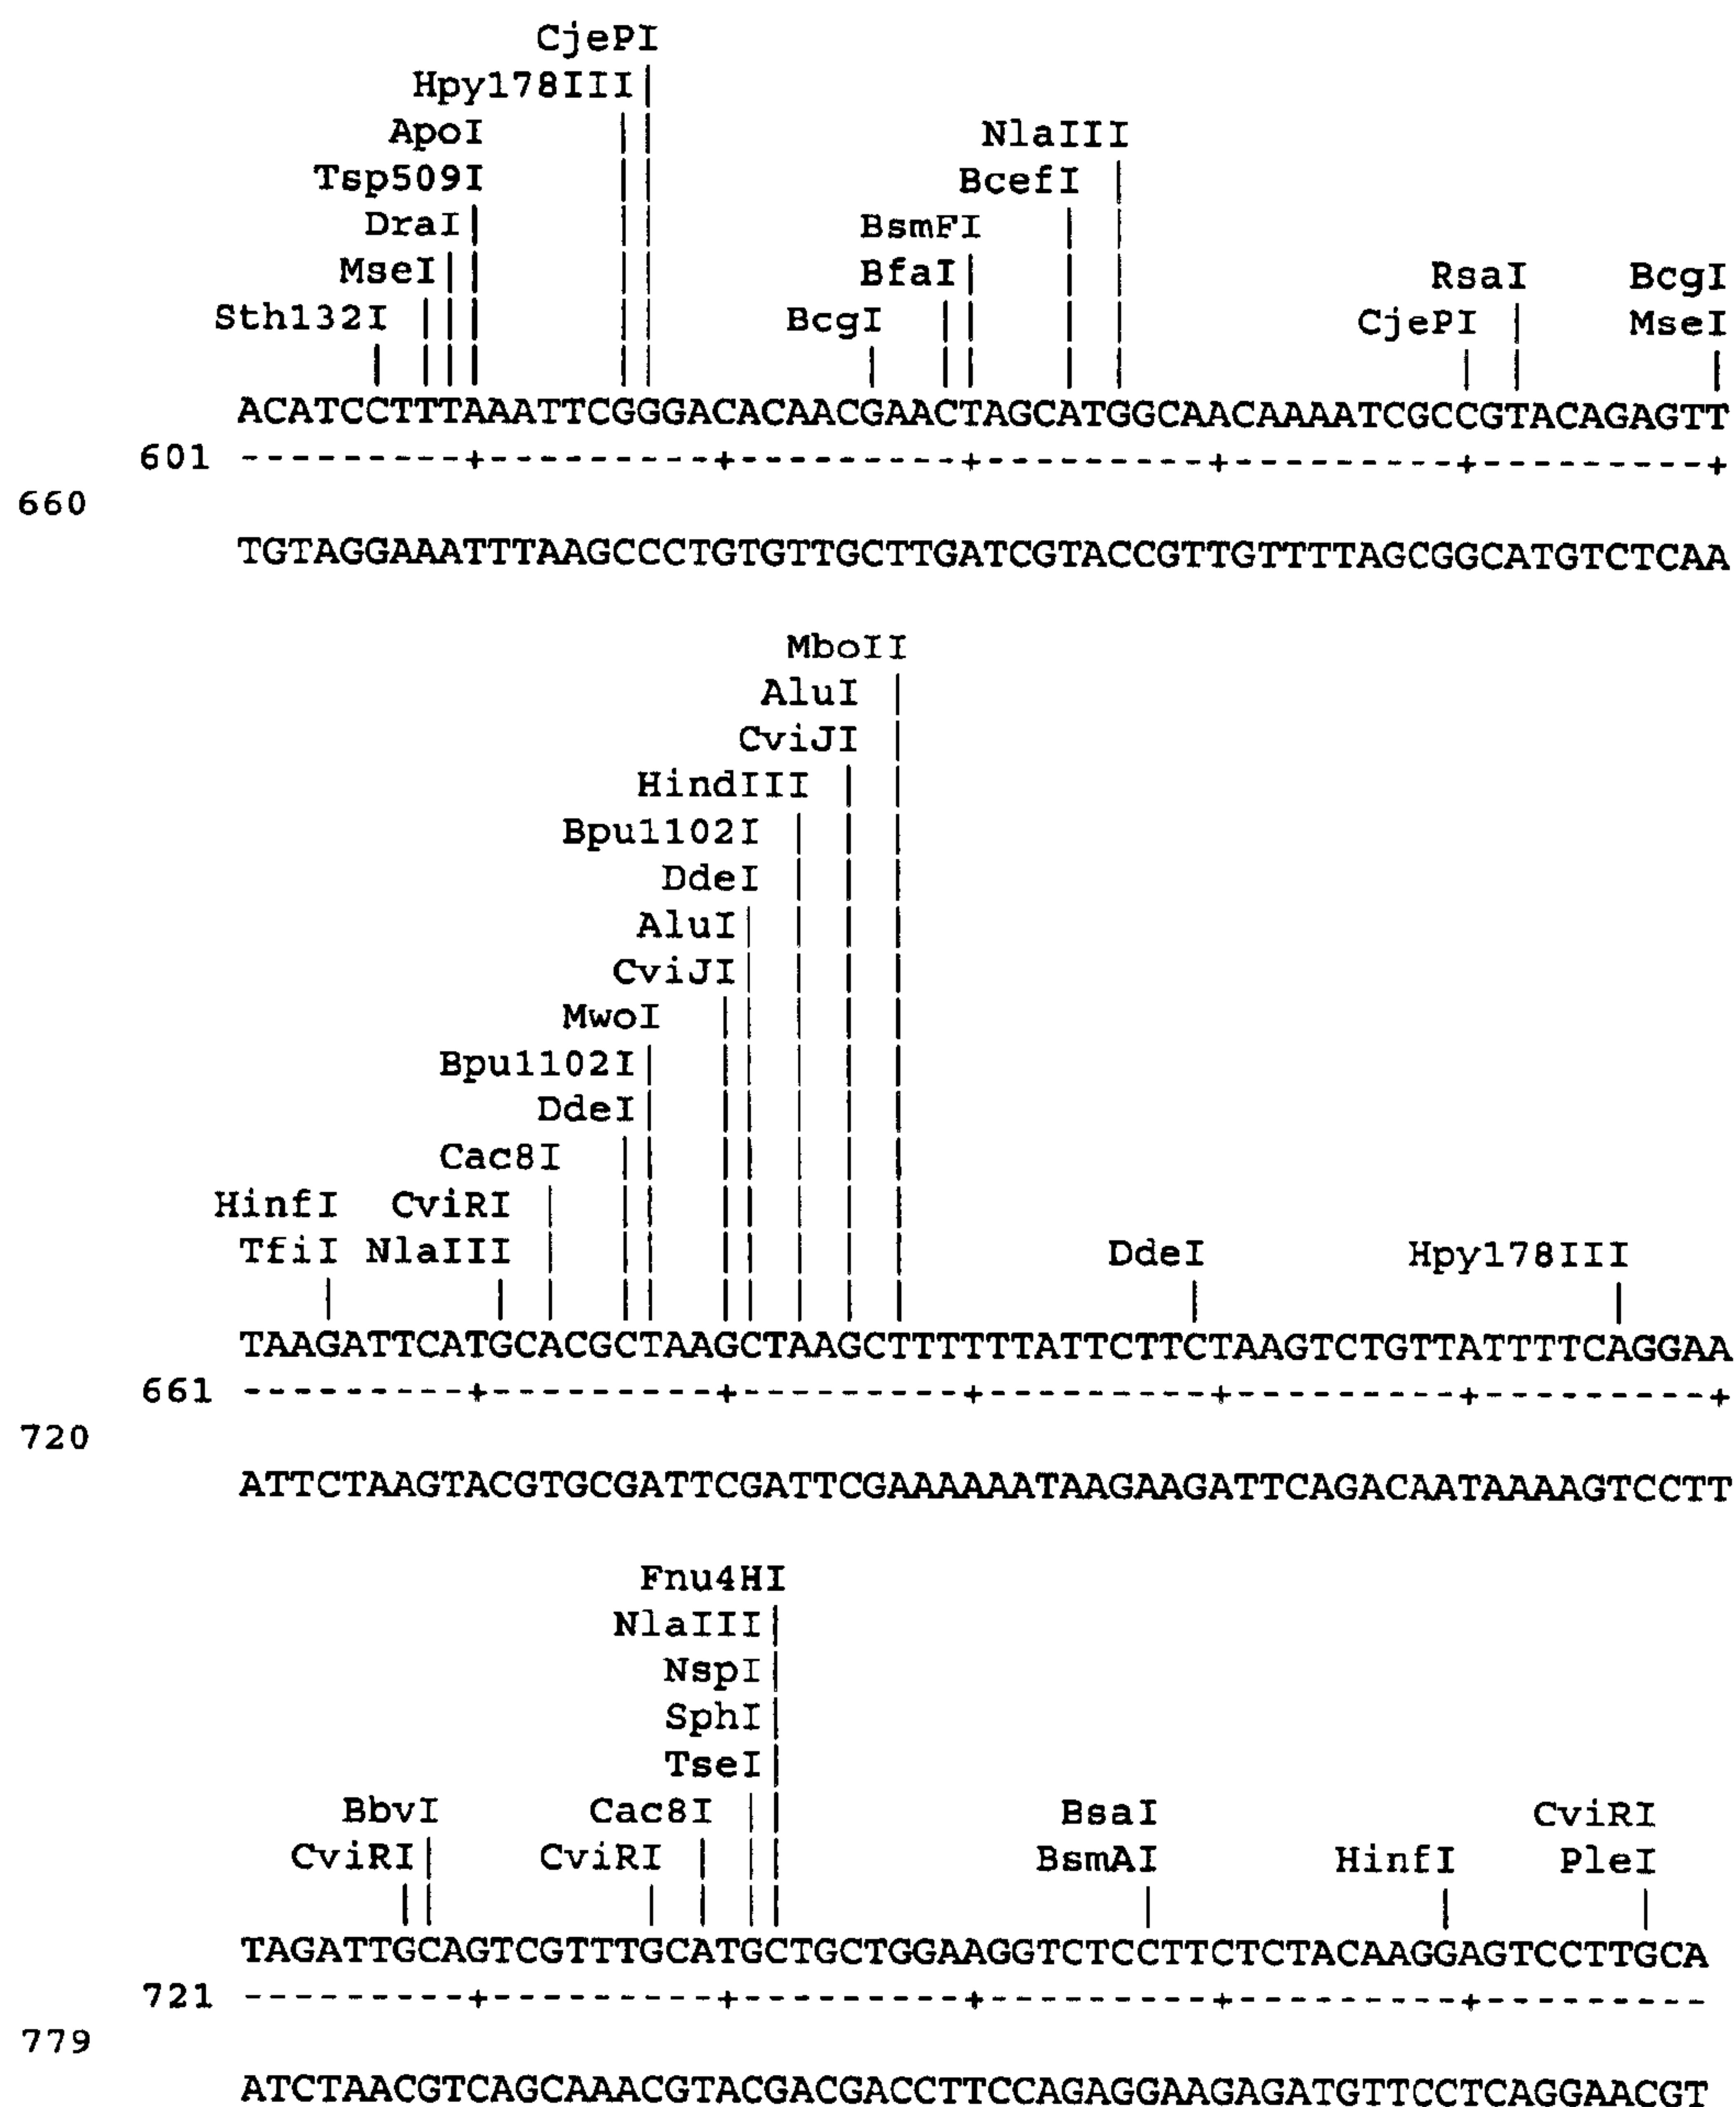 CjePI
Hpy178III
ApoI
NlaIII
Tsp509I
BcefI
DraI
BsmFI
MseI
BfaI
RsaI
BcgI
Sth132I
BcgI
CjePI
MseI
ACATCCTTTAAATTCGGGACACAACGAACTAGCATGGCAACAAAATCGCCGTACAGAGTT
601 ---------+---------+---------+---------+---------+---------+
660
TGTAGGAAATTTAAGCCCTGTGTTGCTTGATCGTACCGTTGTTTTAGCGGCATGTCTCAA
MboII
AluI
CviJI
HindIII
Bpu1102I
DdeI
AluI
CviJI
MwoI
Bpu1102I
DdeI
Cac8I
HinfI CviRI
TfiI NlaIII DdeI Hpy178III
TAAGATTCATGCACGCTAAGCTAAGCTTTTTTTATTCTTCTAAGTCTGTTATTTTCAGGAA
661 ---------+---------+---------+---------+---------+---------+
720
ATTCTAAGTACGTGCGATTCGATTCGAAAAAATAAGAAGATTCAGACAATAAAAGTCCTT
Fnu4HI
NlaIII
NspI
SphI
TseI
BbvI Cac8I BsaI CviRI
CviRI CviRI BsmAI HinfI PleI
TAGATTGCAGTCGTTTGCATGCTGCTGGAAGGTCTCCTTCTCTACAAGGAGTCCTTGCA
721 ---------+---------+---------+---------+---------+---------
779
ATCTAACGTCAGCAAACGTACGACGACCTTCCAGAGGAAGAGATGTTCCTCAGGAACGT